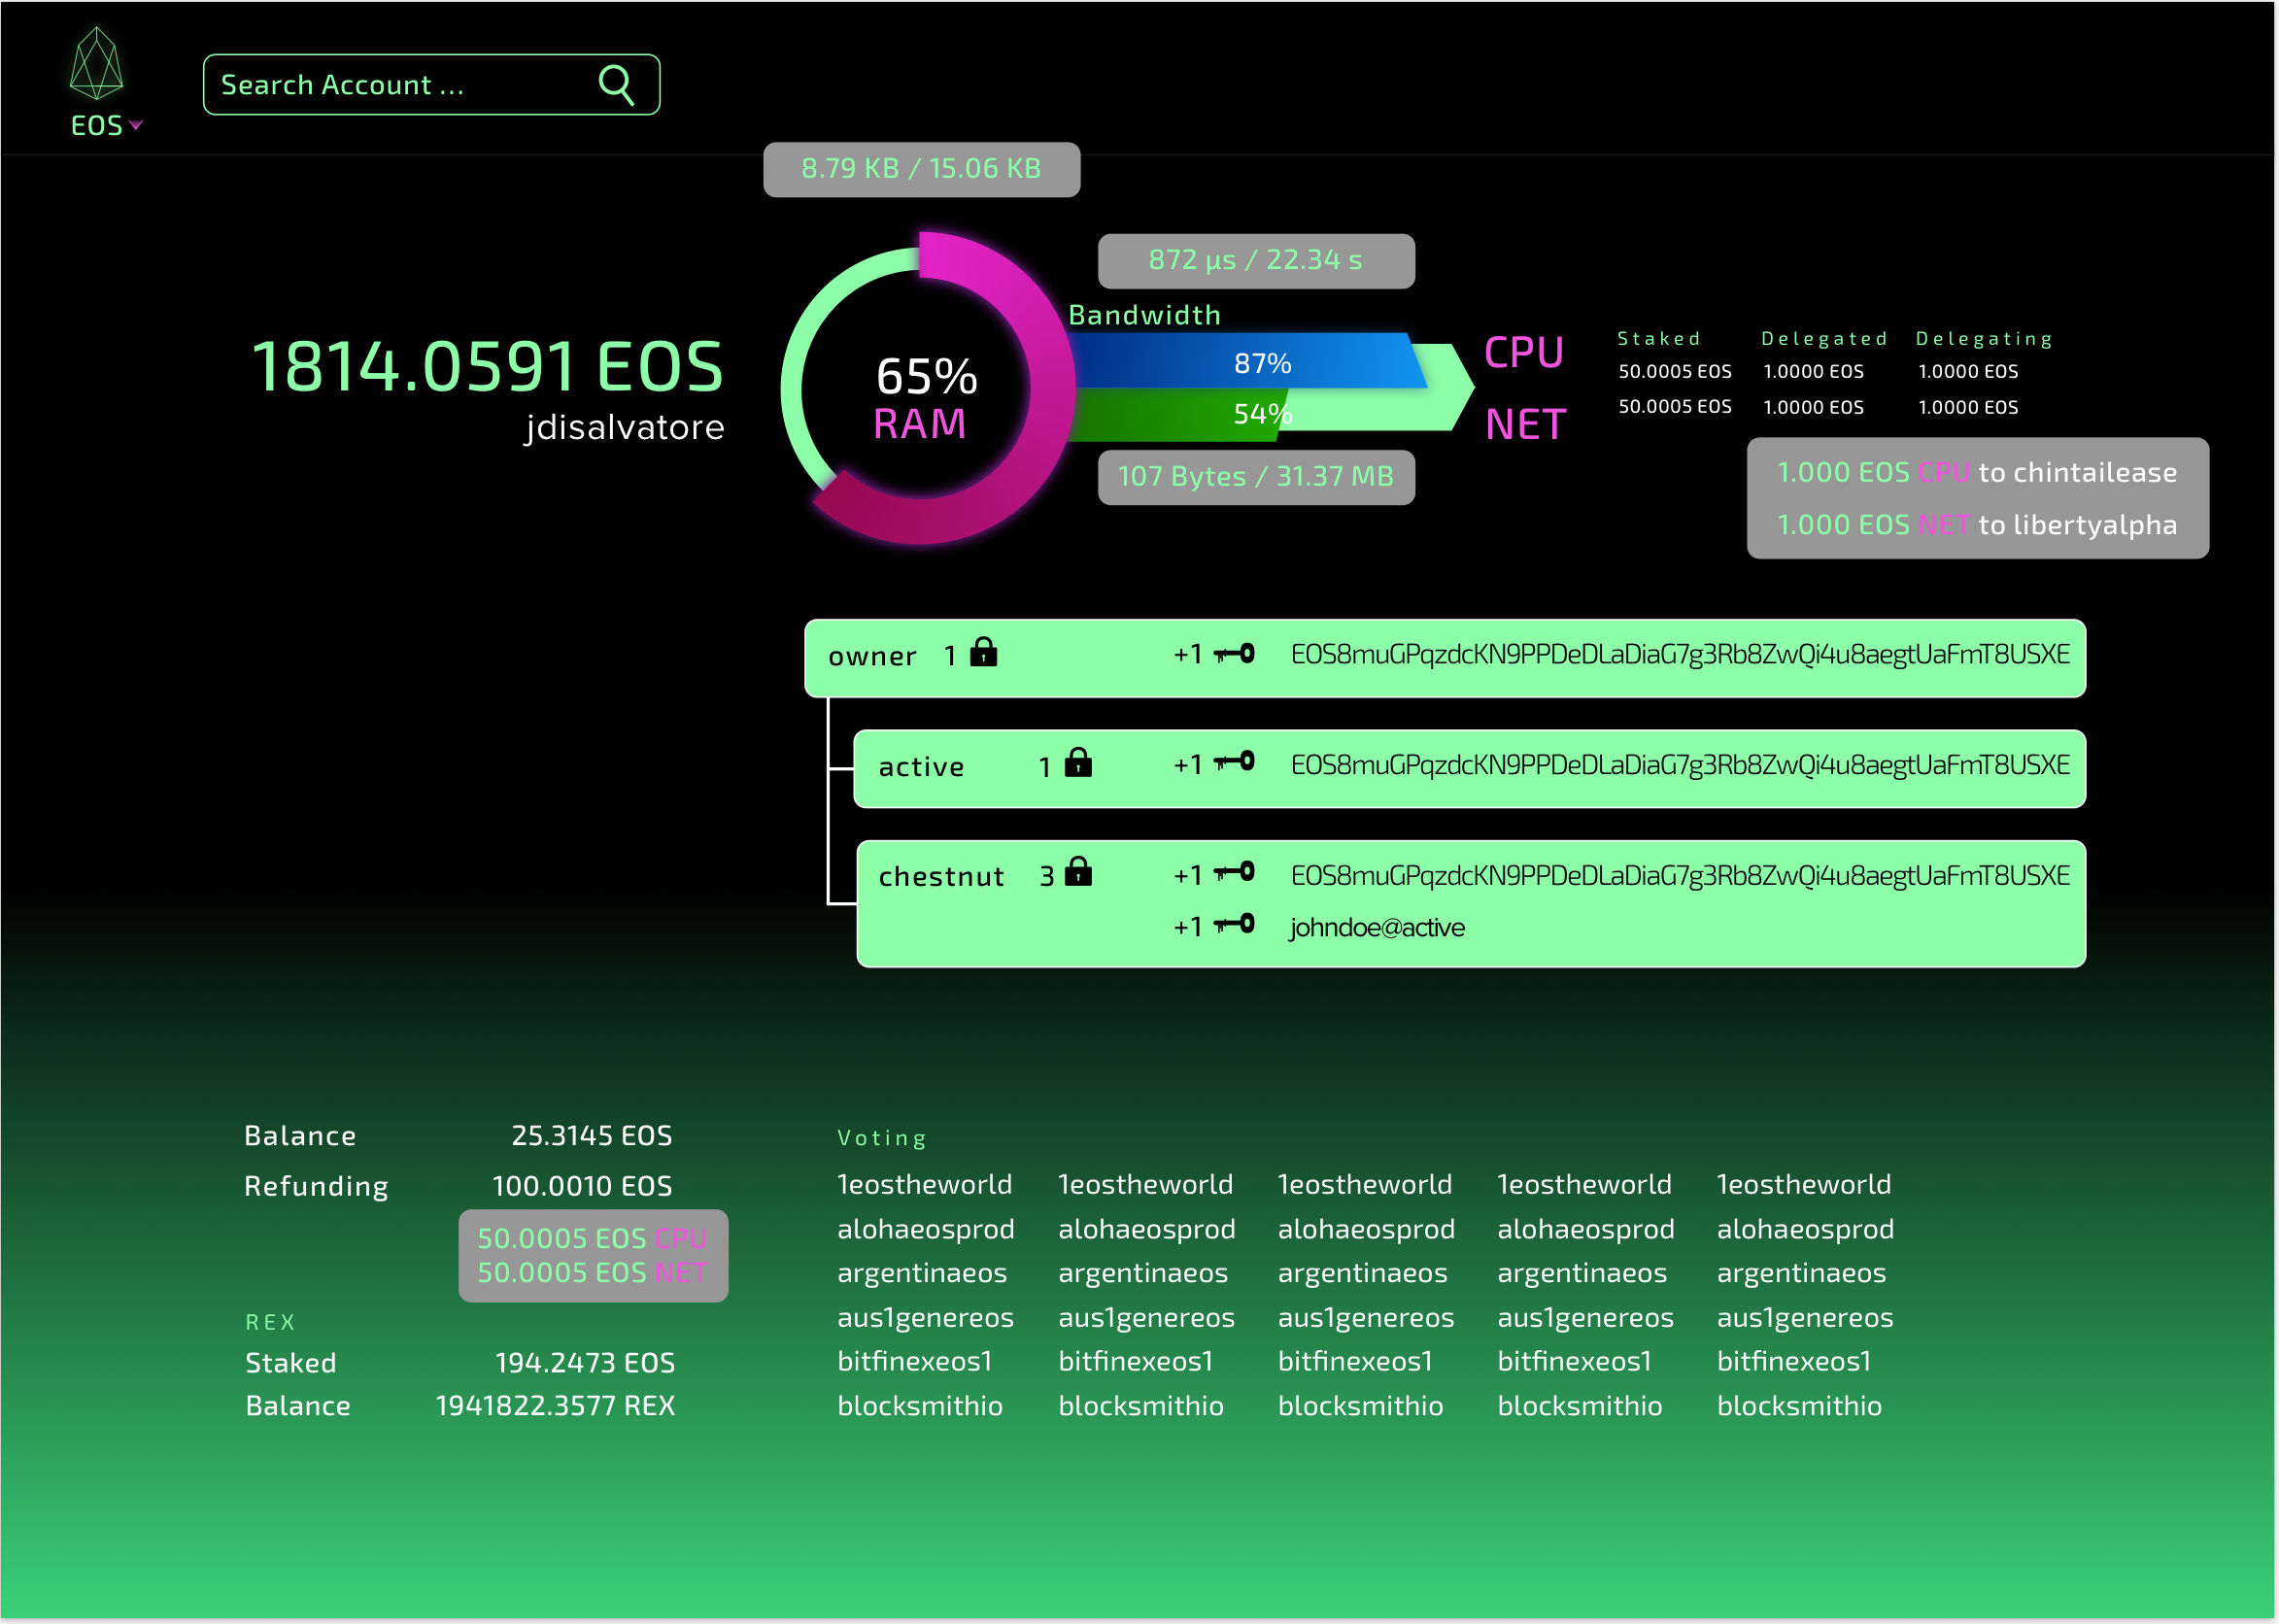 Search Account ...
EOS
8.79 KB / 15.06 KB
872 µs / 22.34 s
Bandwidth
1814.0591 EOS
jdisalvatore
65%
RAM
87%
54%
CPU
NET
Staked Delegated Delegating
50.0005 EOS 1.0000 EOS 1.0000 EOS
50.0005 EOS 1.0000 EOS 1.0000 EOS
107 Bytes / 31.37 MB
1.000 EOS CPU to chintailease
1.000 EOS NET to libertyalpha
owner 1 +1 EOS8muGPqzdcKN9PPDeDLaDiaG7g3Rb8ZwQi4u8aegtUaFmT8USXE
active 1 +1 EOS8muGPqzdcKN9PPDeDLaDiaG7g3Rb8ZwQi4u8aegtUaFmT8USXE
chestnut 3 +1 EOS8muGPqzdcKN9PPDeDLaDiaG7g3Rb8ZwQi4u8aegtUaFmT8USXE
+1 johndoe@active
Balance 25.3145 EOS
Refunding 100.0010 EOS
50.0005 EOS CPU
50.0005 EOS NET
REX
Staked 194.2473 EOS
Balance 1941822.3577 REX
Voting
1eostheworld 1eostheworld 1eostheworld 1eostheworld 1eostheworld
alohaeosprod alohaeosprod alohaeosprod alohaeosprod alohaeosprod
argentinaeos argentinaeos argentinaeos argentinaeos argentinaeos
aus1genereos aus1genereos aus1genereos aus1genereos aus1genereos
bitfinexeos1 bitfinexeos1 bitfinexeos1 bitfinexeos1 bitfinexeos1
blocksmithio blocksmithio blocksmithio blocksmithio blocksmithio